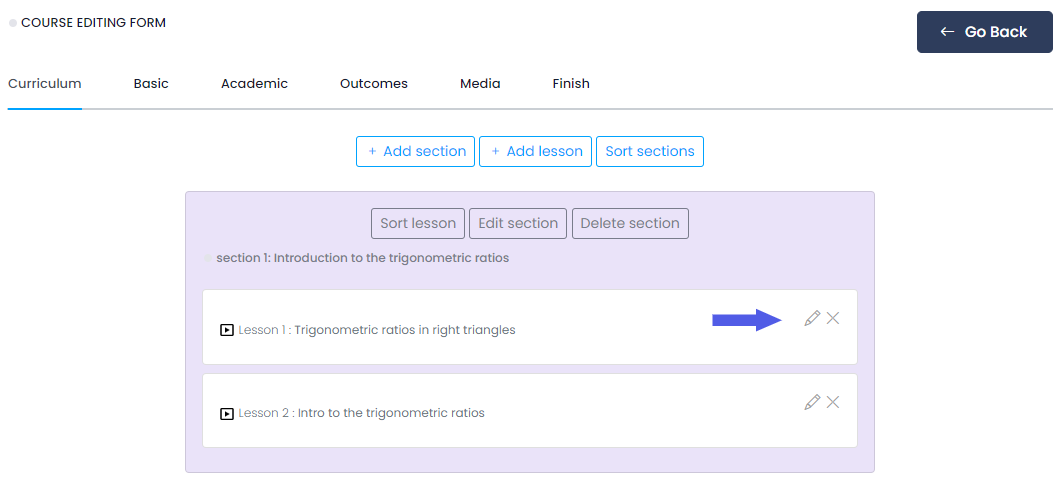 COURSE EDITING FORM
Go Back
Curriculum Basic Academic Outcomes Media Finish
+ Add section + Add lesson Sort sections
Sort lesson Edit section Delete section
section 1: Introduction to the trigonometric ratios
Lesson 1 : Trigonometric ratios in right triangles
Lesson 2 : Intro to the trigonometric ratios